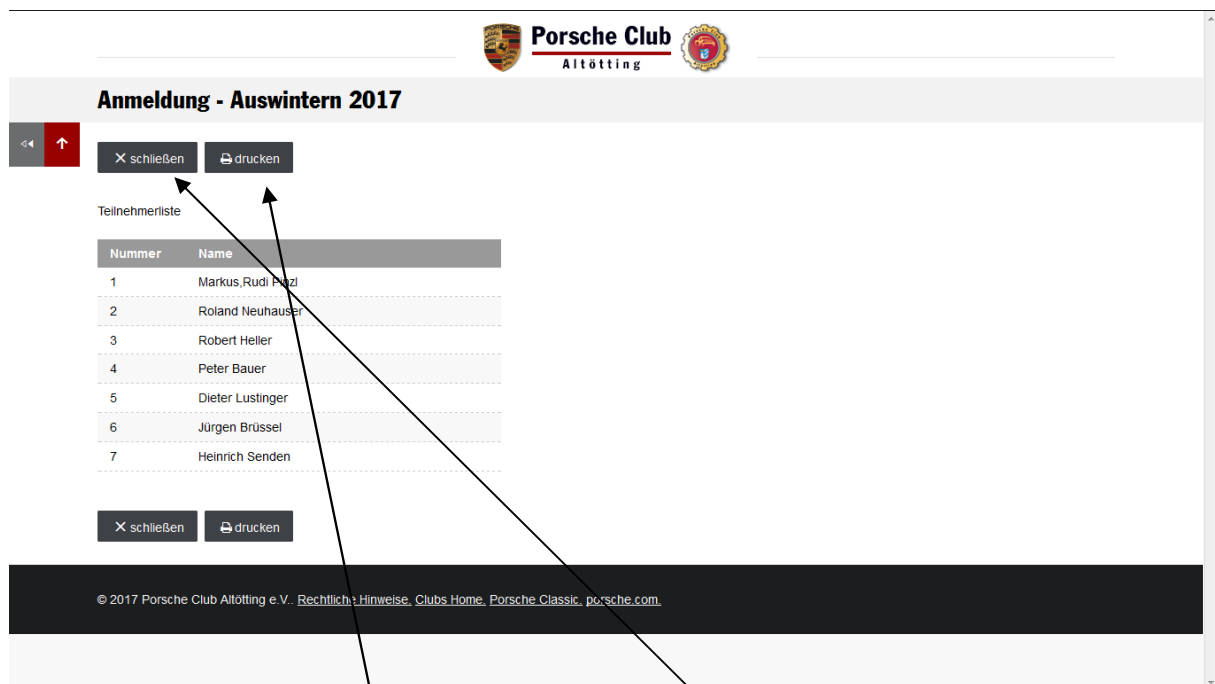 Porsche Club
Altötting
Anmeldung - Auswintern 2017
schließen drucken
Teilnehmerliste
Nummer Name
1 Markus,Rudi Pinzl
2 Roland Neuhauser
3 Robert Heller
4 Peter Bauer
5 Dieter Lustinger
6 Jürgen Brüssel
7 Heinrich Senden
schließen drucken
© 2017 Porsche Club Altötting e.V.. Rechtliche Hinweise. Clubs Home. Porsche Classic. porsche.com.